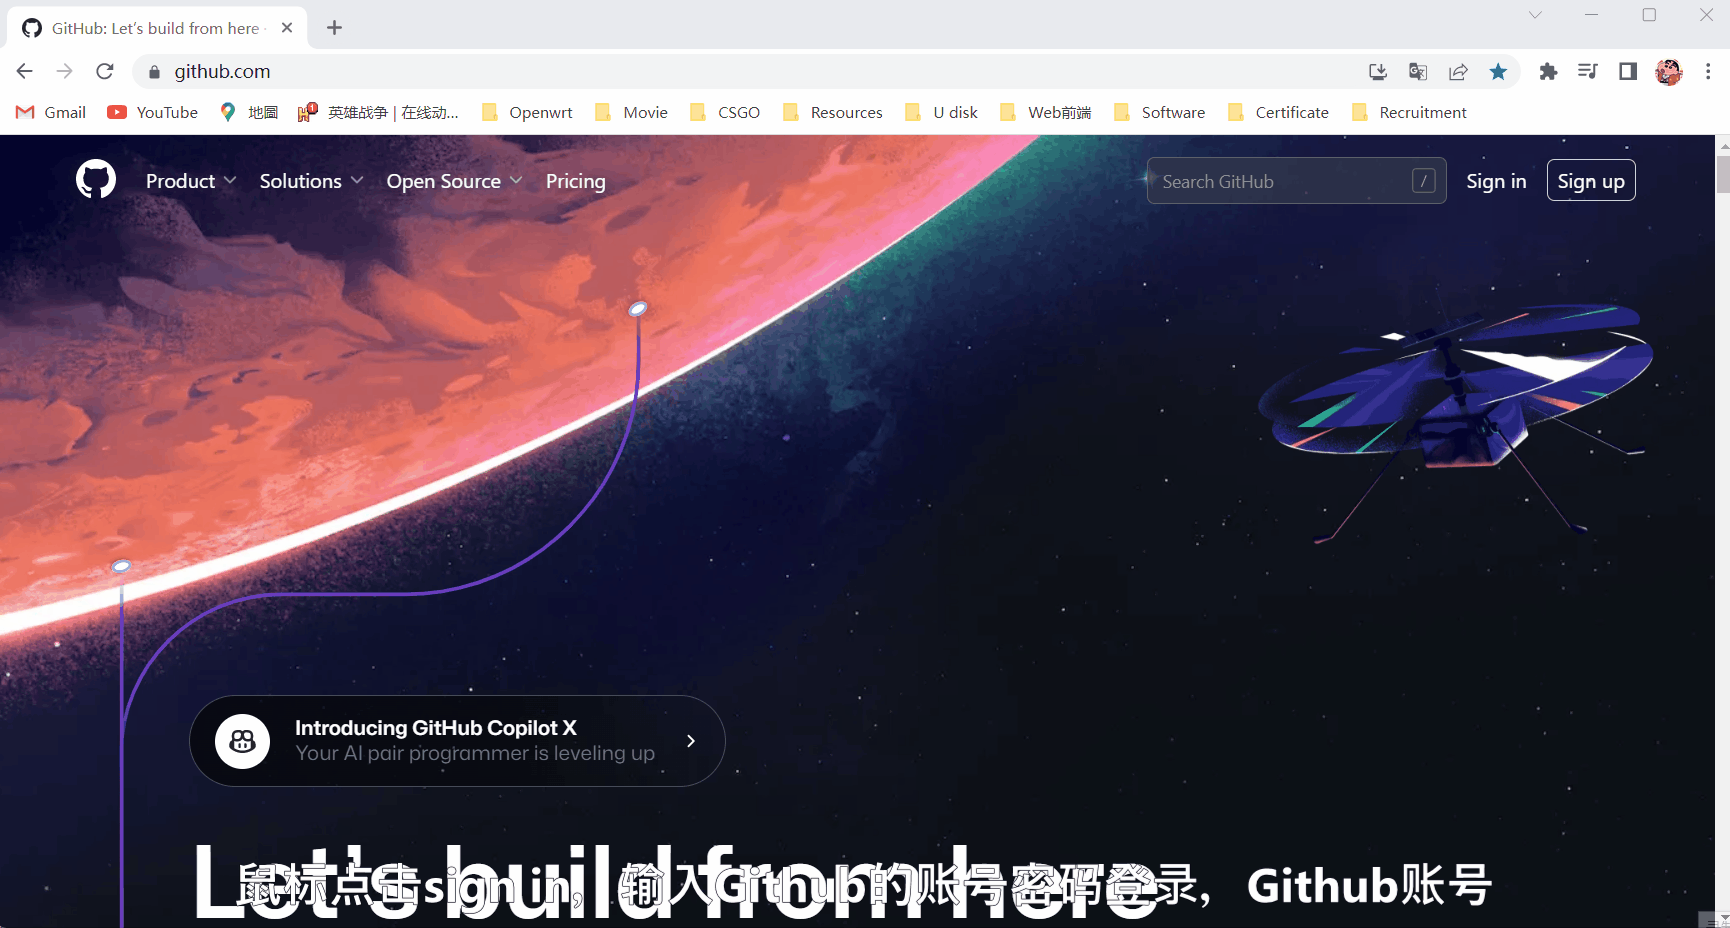 GitHub: Let's build from here ·
github.com
Gmail YouTube 地圖 英雄战争 | 在线动... Openwrt Movie CSGO Resources U disk Web前端 Software Certificate Recruitment
Product Solutions Open Source Pricing Search GitHub / Sign in Sign up
Introducing GitHub Copilot X
Your AI pair programmer is leveling up
Let's build from here
鼠标点击sign in, 输入Github的账号密码登录, Github账号